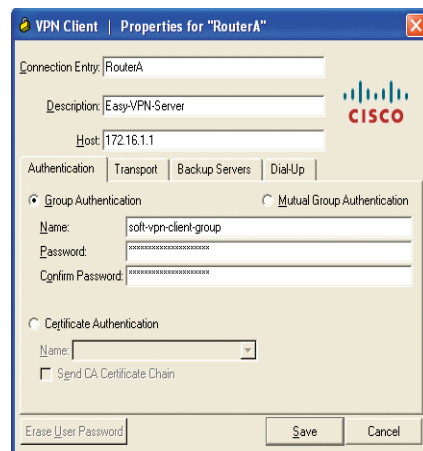 VPN Client | Properties for "RouterA"
Connection Entry: RouterA
Description: Easy-VPN-Server
Host: 172.16.1.1
CISCO
Authentication Transport Backup Servers Dial-Up
Group Authentication Mutual Group Authentication
Name: soft-vpn-client-group
Password: ********************
Confirm Password: ********************
Certificate Authentication
Name:
Send CA Certificate Chain
Erase User Password Save Cancel